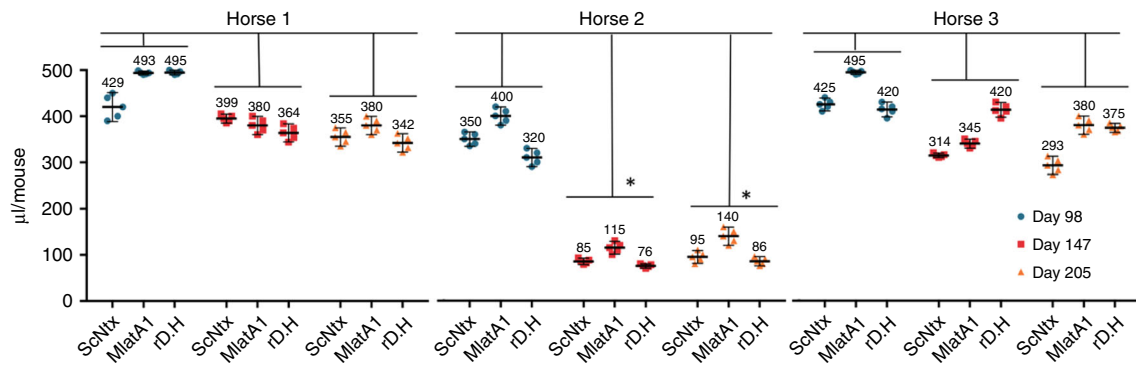 Horse 1 Horse 2 Horse 3
µl/mouse
500
400
300
200
100
0
429 493 495 399 380 364 355 380 342
350 400 320 85 115 76 * 95 140 86 *
425 495 420 314 345 420 293 380 375
Day 98
Day 147
Day 205
ScNtx MlatA1 rD.H ScNtx MlatA1 rD.H ScNtx MlatA1 rD.H ScNtx MlatA1 rD.H ScNtx MlatA1 rD.H ScNtx MlatA1 rD.H ScNtx MlatA1 rD.H ScNtx MlatA1 rD.H ScNtx MlatA1 rD.H